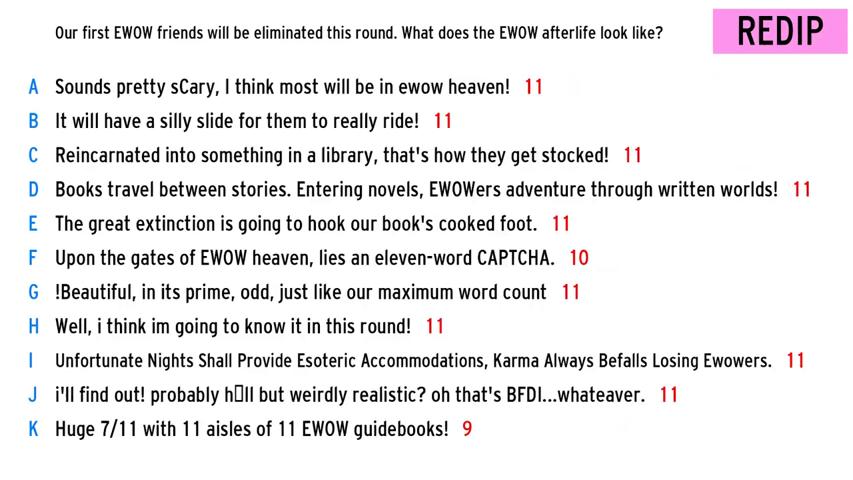 Our first EWOW friends will be eliminated this round. What does the EWOW afterlife look like?
REDIP
A Sounds pretty sCary, I think most will be in ewow heaven! 11
B It will have a silly slide for them to really ride! 11
C Reincarnated into something in a library, that's how they get stocked! 11
D Books travel between stories. Entering novels, EWOWers adventure through written worlds! 11
E The great extinction is going to hook our book's cooked foot. 11
F Upon the gates of EWOW heaven, lies an eleven-word CAPTCHA. 10
G !Beautiful, in its prime, odd, just like our maximum word count 11
H Well, i think im going to know it in this round! 11
I Unfortunate Nights Shall Provide Esoteric Accommodations, Karma Always Befalls Losing Ewowers. 11
J i'll find out! probably h▯ll but weirdly realistic? oh that's BFDI...whateaver. 11
K Huge 7/11 with 11 aisles of 11 EWOW guidebooks! 9